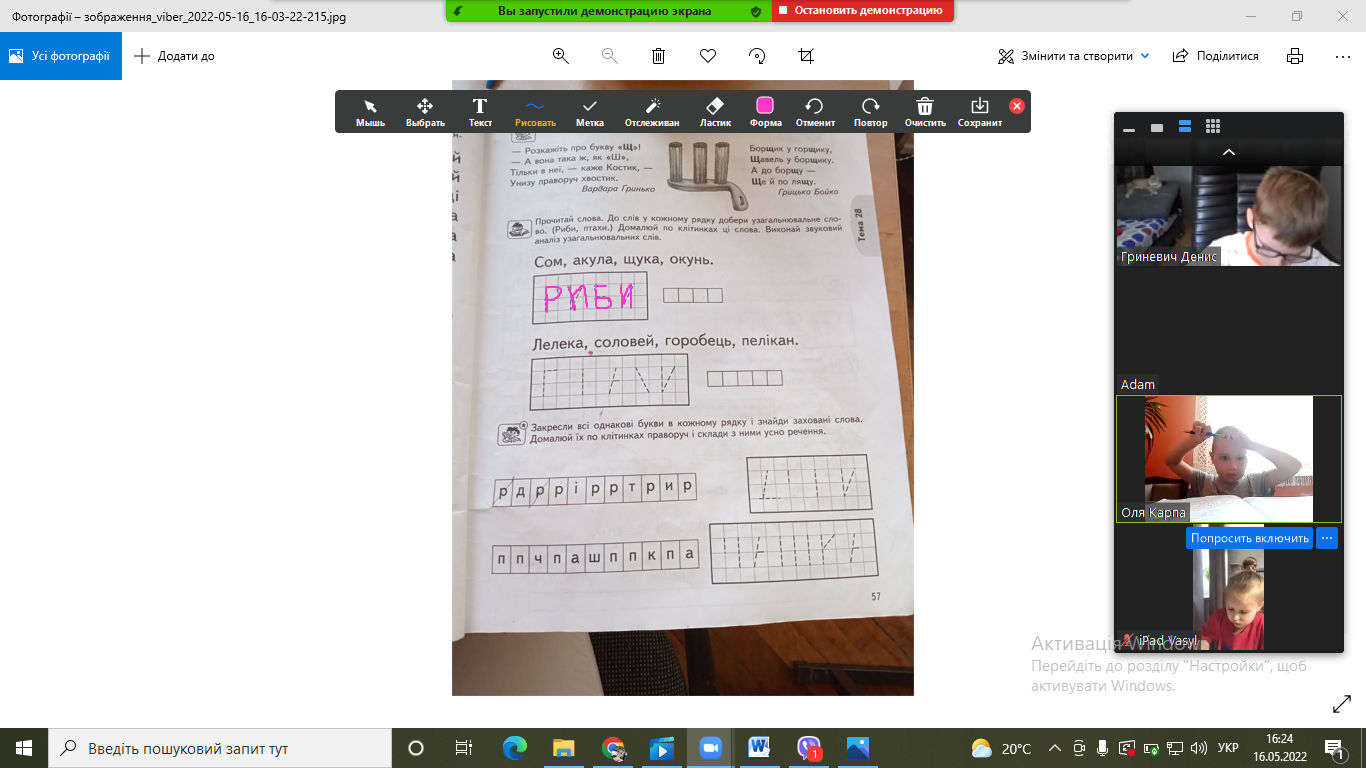 Фотографії – зображення_viber_2022-05-16_16-03-22-215.jpg
Вы запустили демонстрацию экрана
Остановить демонстрацию
Усі фотографії
Додати до
Змінити та створити
Поділитися
Мышь
Выбрать
Текст
Рисовать
Метка
Отслеживан
Ластик
Форма
Отменит
Повтор
Очистить
Сохранит
— Розкажіть про букву «Щ»!
— А вона така ж, як «Ш»,
Тільки в неї, — каже Костик, —
Унизу праворуч хвостик.
Варвара Гринько
Борщик у горщику,
Щавель у борщику.
А до борщу —
Ще й по лящу.
Грицько Бойко
Тема 28
Прочитай слова. До слів у кожному рядку добери узагальнювальне сло-
во. (Риби, птахи.) Домалюй по клітинках ці слова. Виконай звуковий
аналіз узагальнювальних слів.
Сом, акула, щука, окунь.
РИБИ
Лелека, соловей, горобець, пелікан.
Закресли всі однакові букви в кожному рядку і знайди заховані слова.
Домалюй їх по клітинках праворуч і склади з ними усно речення.
р д р р і р р т р и р
п п ч п а ш п п к п а
57
Гриневич Денис
Adam
Оля Карпа
Попросить включить
iPad Vasyl
Активація Windows
Перейдіть до розділу "Настройки", щоб
активувати Windows.
Введіть пошуковий запит тут
1
20°C
УКР
16:24
16.05.2022
1